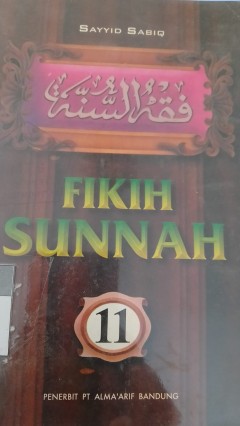 SAYYID SABIQ
فقه السنة
FIKIH
SUNNAH
11
PENERBIT PT ALMA'ARIF BANDUNG